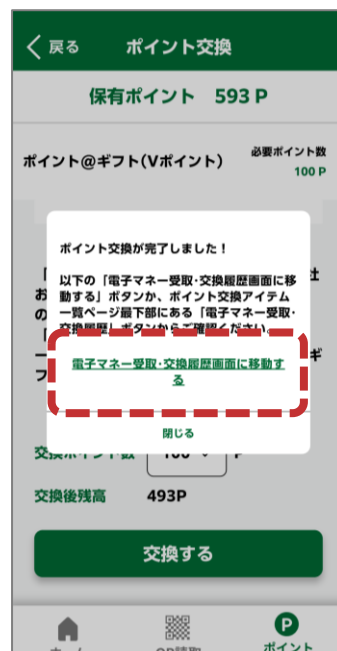 戻る ポイント交換
保有ポイント 593 P
ポイント@ギフト(Vポイント)
必要ポイント数
100 P
ポイント交換が完了しました！
以下の「電子マネー受取･交換履歴画面に移
動する」ボタンか、ポイント交換アイテム
一覧ページ最下部にある「電子マネー受取･
交換履歴」ボタンからご確認ください。
電子マネー受取･交換履歴画面に移動す
る
閉じる
交換ポイント数 100 P
交換後残高 493P
交換する
ホーム QR読取 ポイント